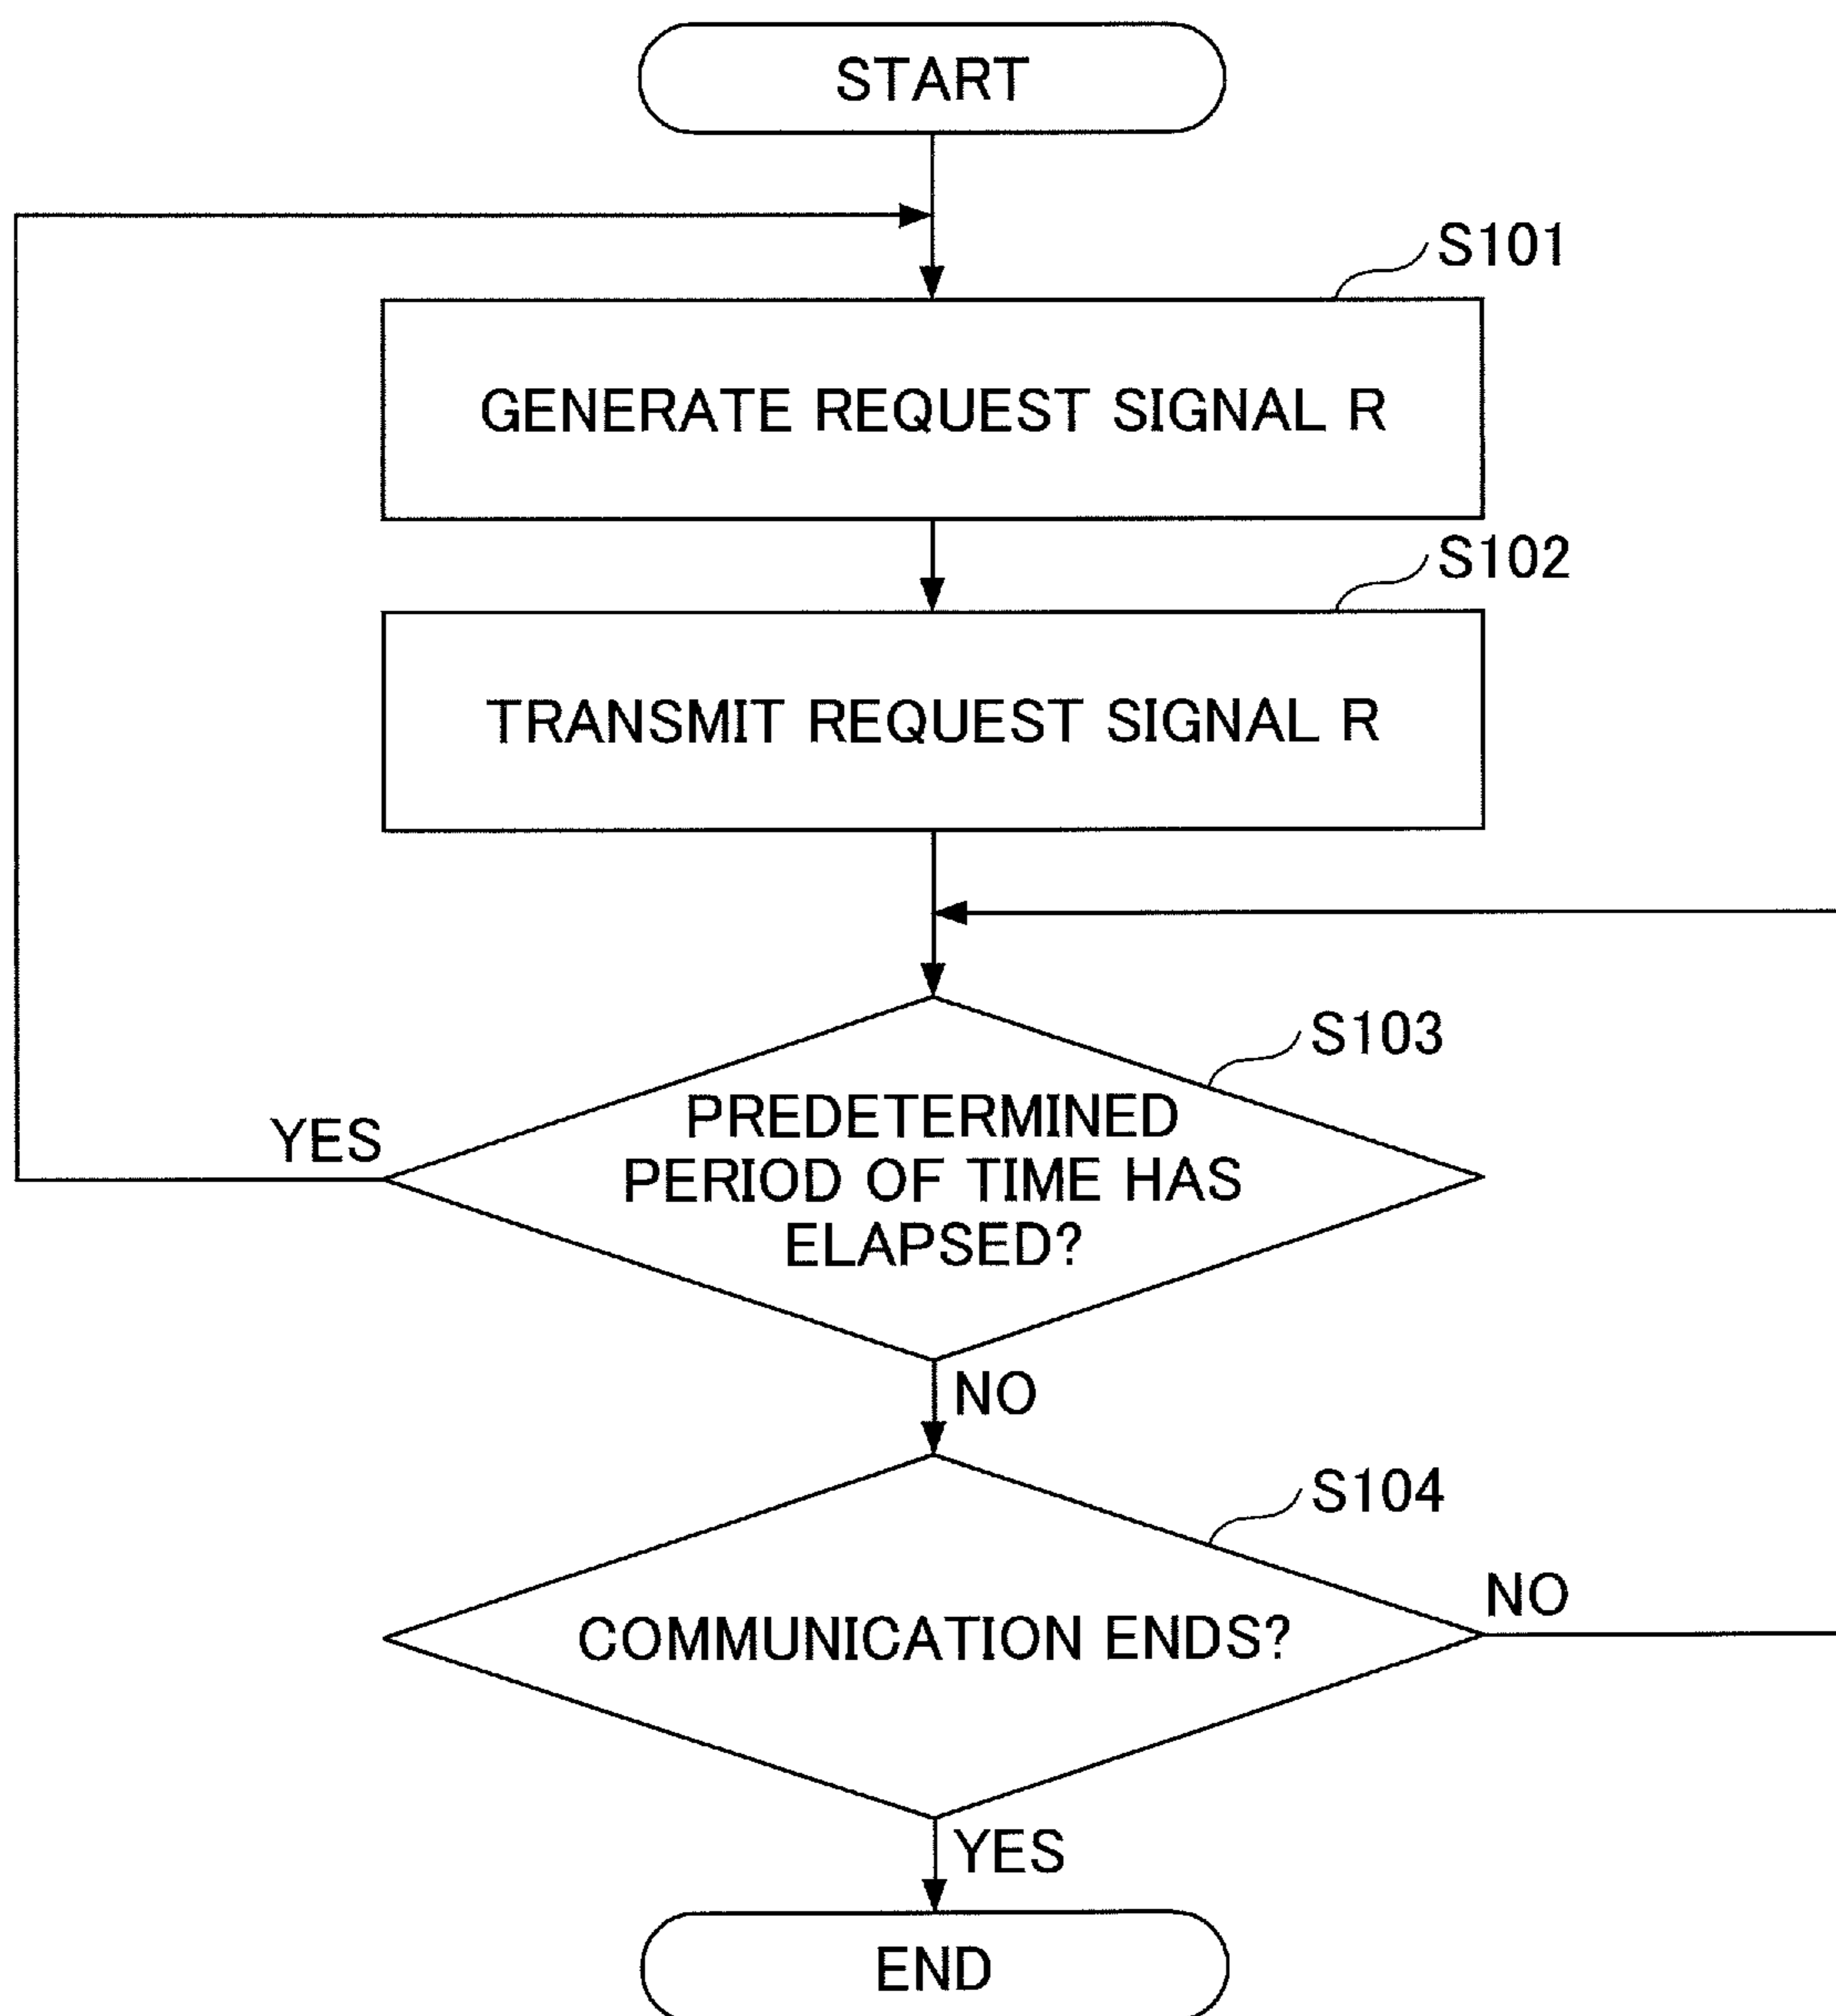 START
S101
GENERATE REQUEST SIGNAL R
S102
TRANSMIT REQUEST SIGNAL R
S103
PREDETERMINED
PERIOD OF TIME HAS
ELAPSED?
YES
NO
S104
COMMUNICATION ENDS?
NO
YES
END